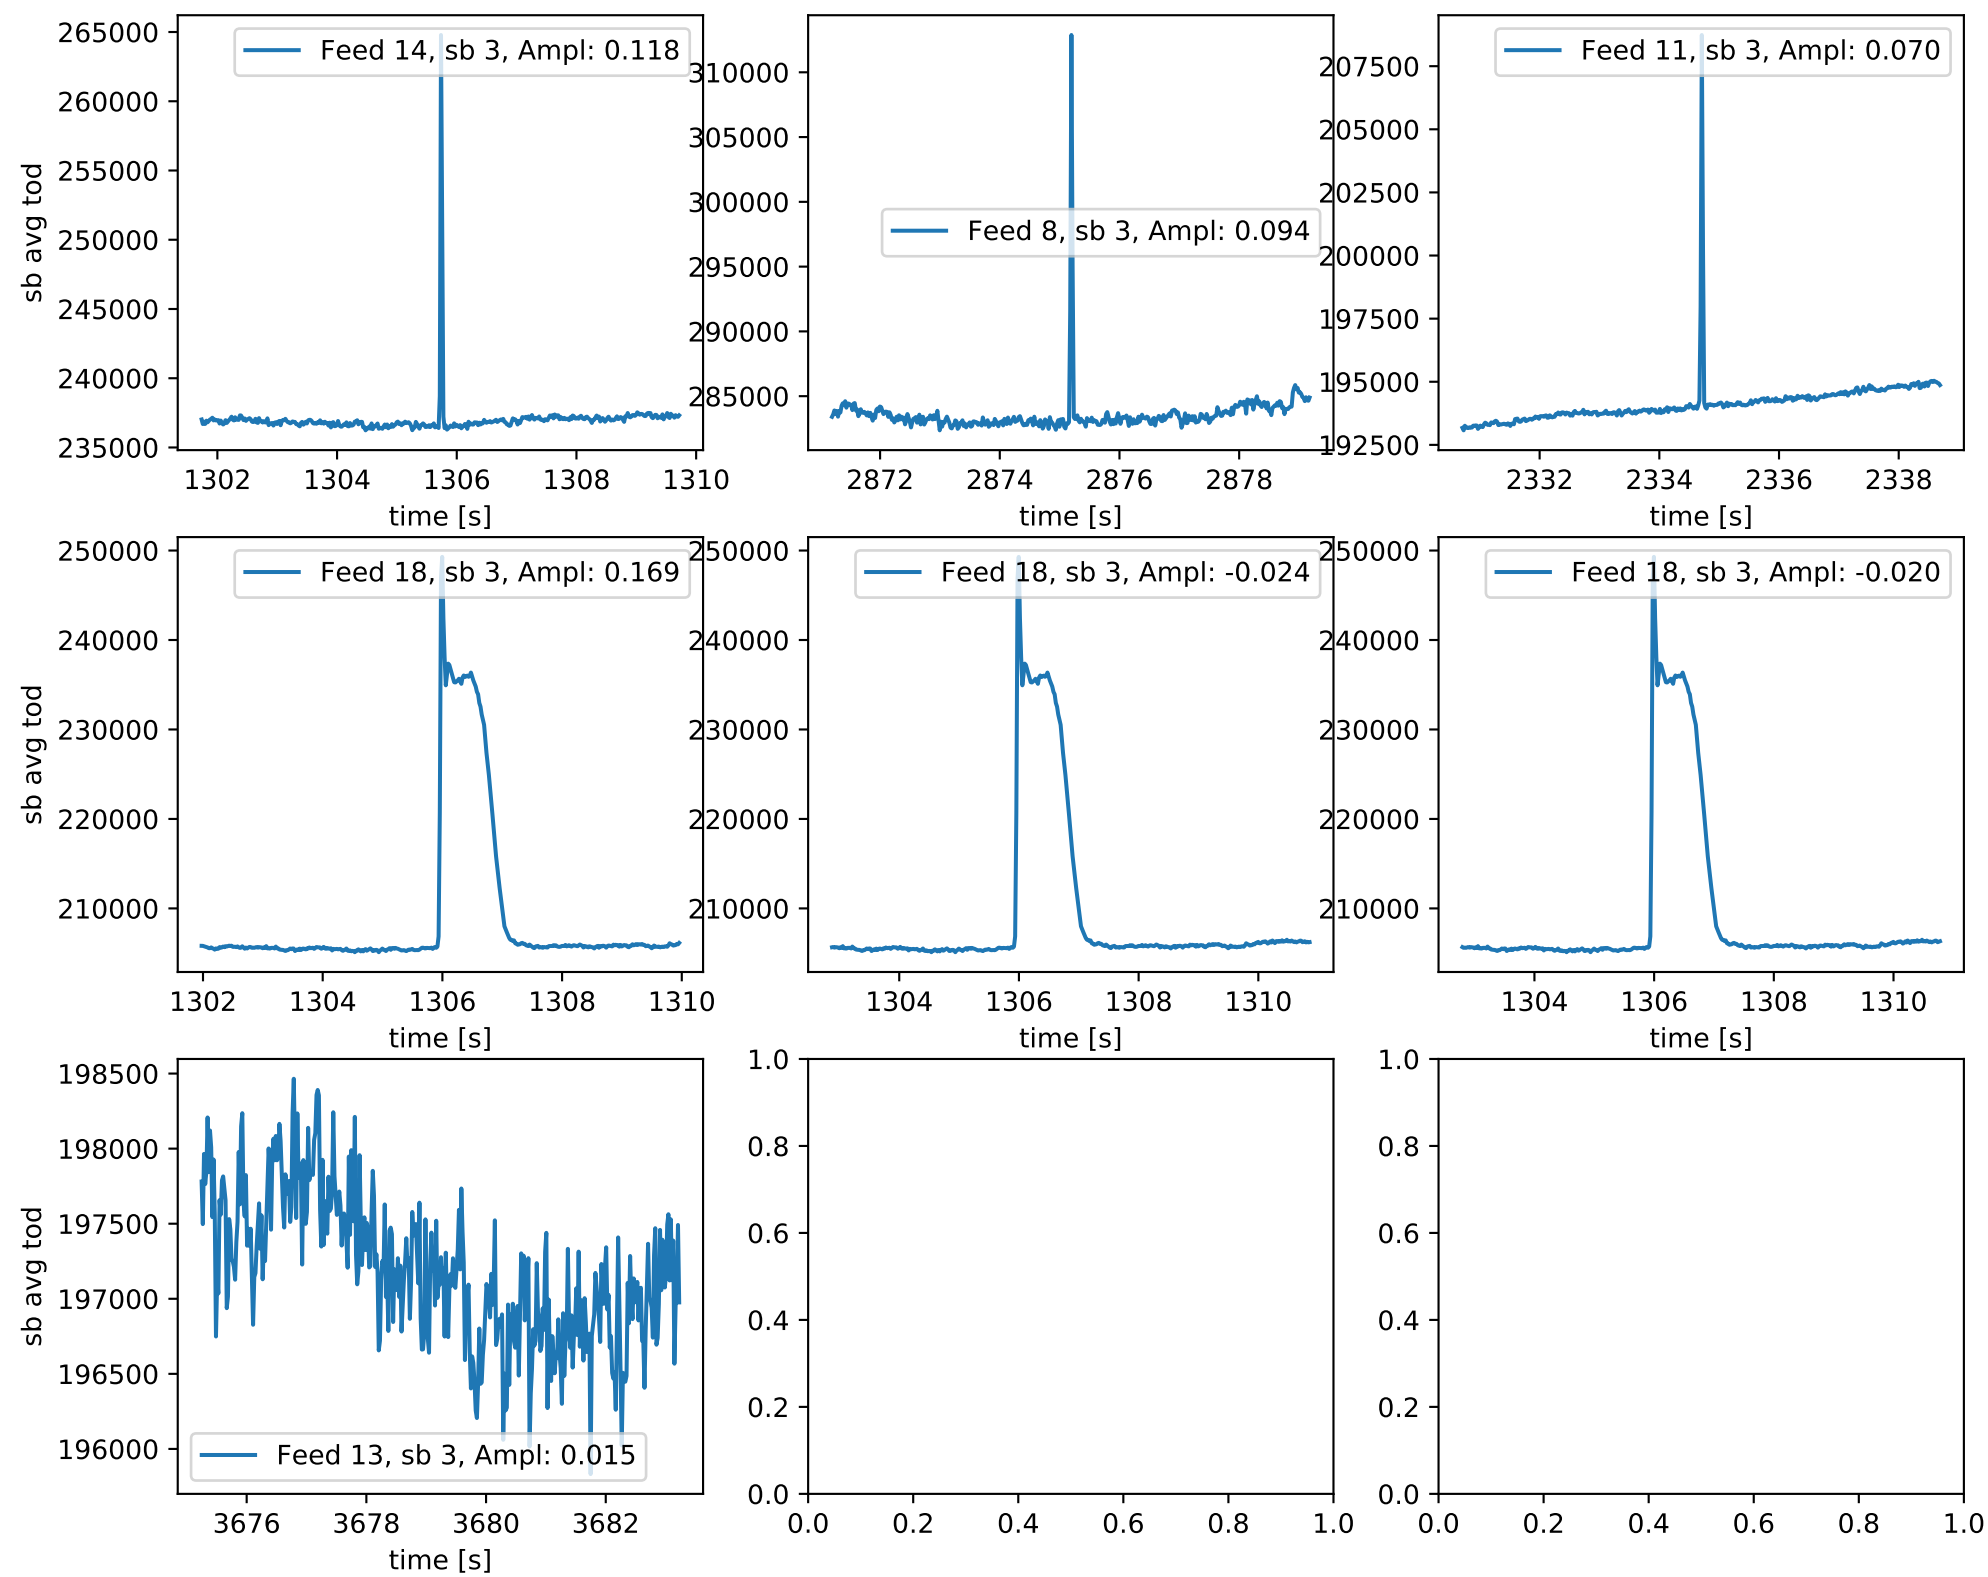 265000
260000
255000
250000
245000
240000
235000
sb avg tod
Feed 14, sb 3, Ampl: 0.118
1302 1304 1306 1308 1310
time [s]
310000
305000
300000
295000
290000
285000
Feed 8, sb 3, Ampl: 0.094
2872 2874 2876 2878
time [s]
207500
205000
202500
200000
197500
195000
192500
Feed 11, sb 3, Ampl: 0.070
2332 2334 2336 2338
time [s]
250000
240000
230000
220000
210000
sb avg tod
Feed 18, sb 3, Ampl: 0.169
1302 1304 1306 1308 1310
time [s]
250000
240000
230000
220000
210000
Feed 18, sb 3, Ampl: -0.024
1304 1306 1308 1310
time [s]
250000
240000
230000
220000
210000
Feed 18, sb 3, Ampl: -0.020
1304 1306 1308 1310
time [s]
198500
198000
197500
197000
196500
196000
sb avg tod
Feed 13, sb 3, Ampl: 0.015
3676 3678 3680 3682
time [s]
1.0
0.8
0.6
0.4
0.2
0.0
0.0 0.2 0.4 0.6 0.8 1.0
1.0
0.8
0.6
0.4
0.2
0.0
0.0 0.2 0.4 0.6 0.8 1.0